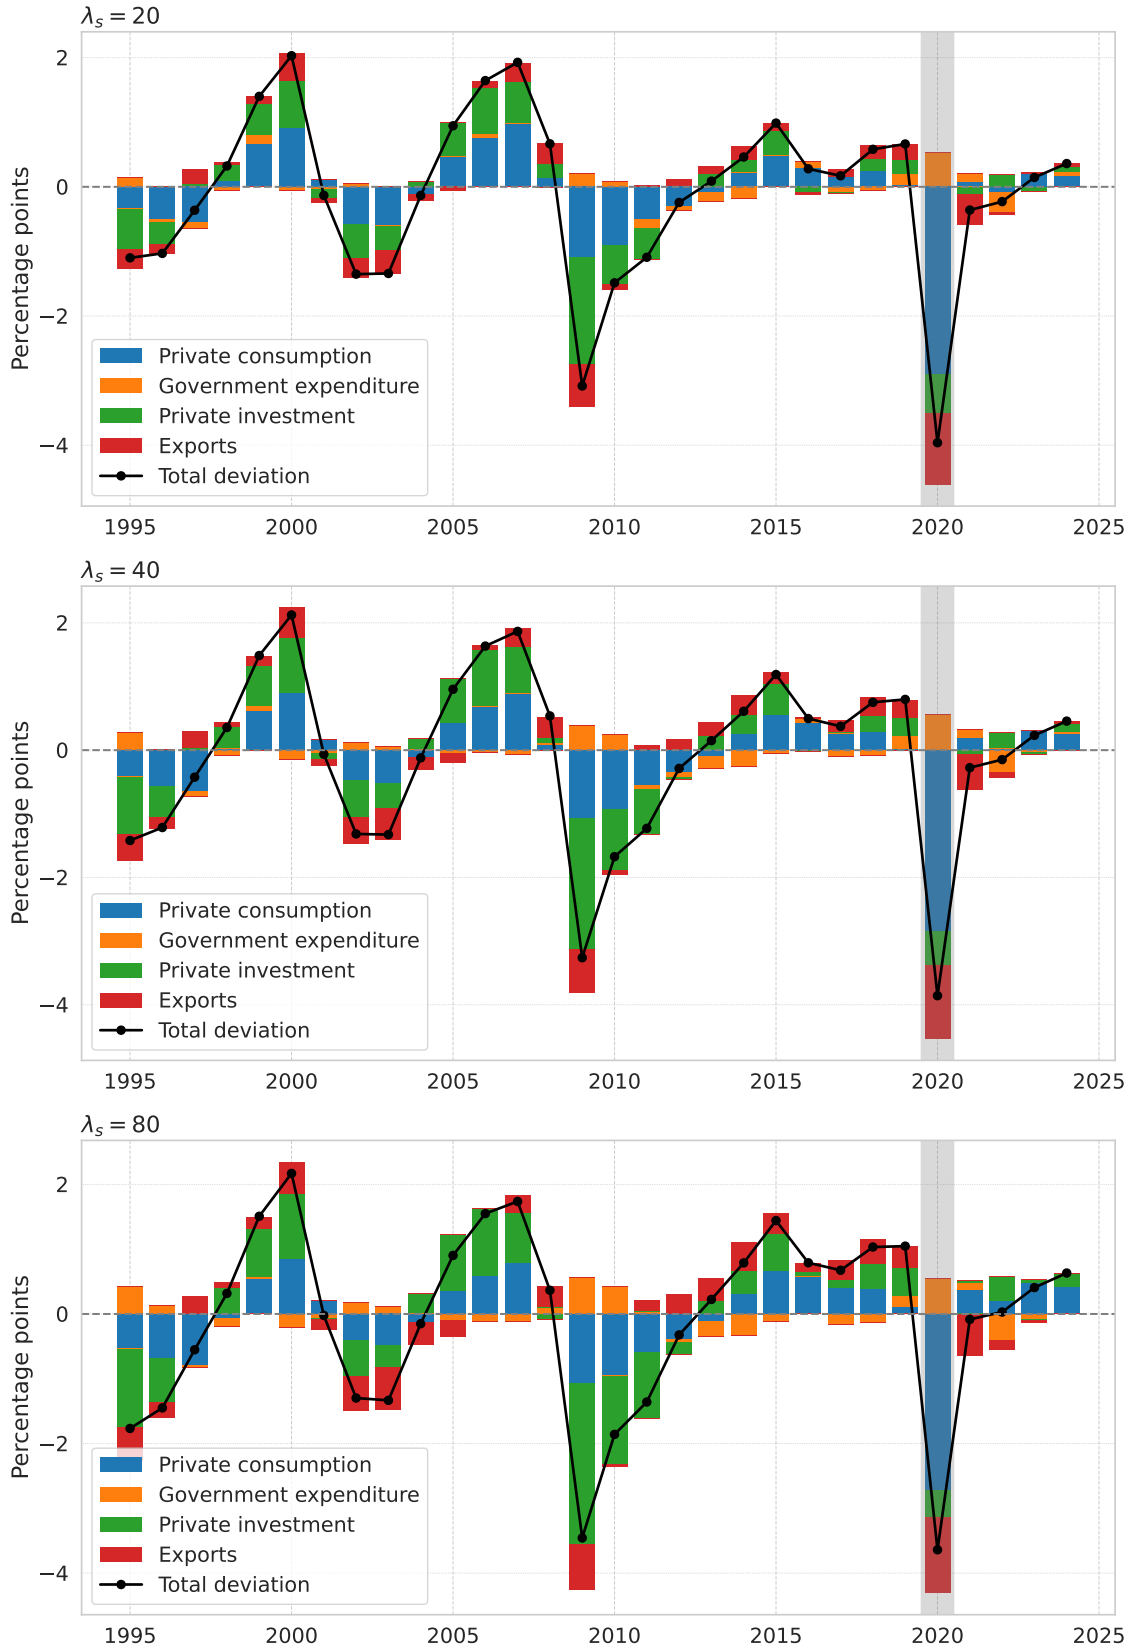 λₛ = 20
Percentage points
2
0
−2
−4
Private consumption
Government expenditure
Private investment
Exports
Total deviation
1995 2000 2005 2010 2015 2020 2025
λₛ = 40
Percentage points
2
0
−2
−4
Private consumption
Government expenditure
Private investment
Exports
Total deviation
1995 2000 2005 2010 2015 2020 2025
λₛ = 80
Percentage points
2
0
−2
−4
Private consumption
Government expenditure
Private investment
Exports
Total deviation
1995 2000 2005 2010 2015 2020 2025